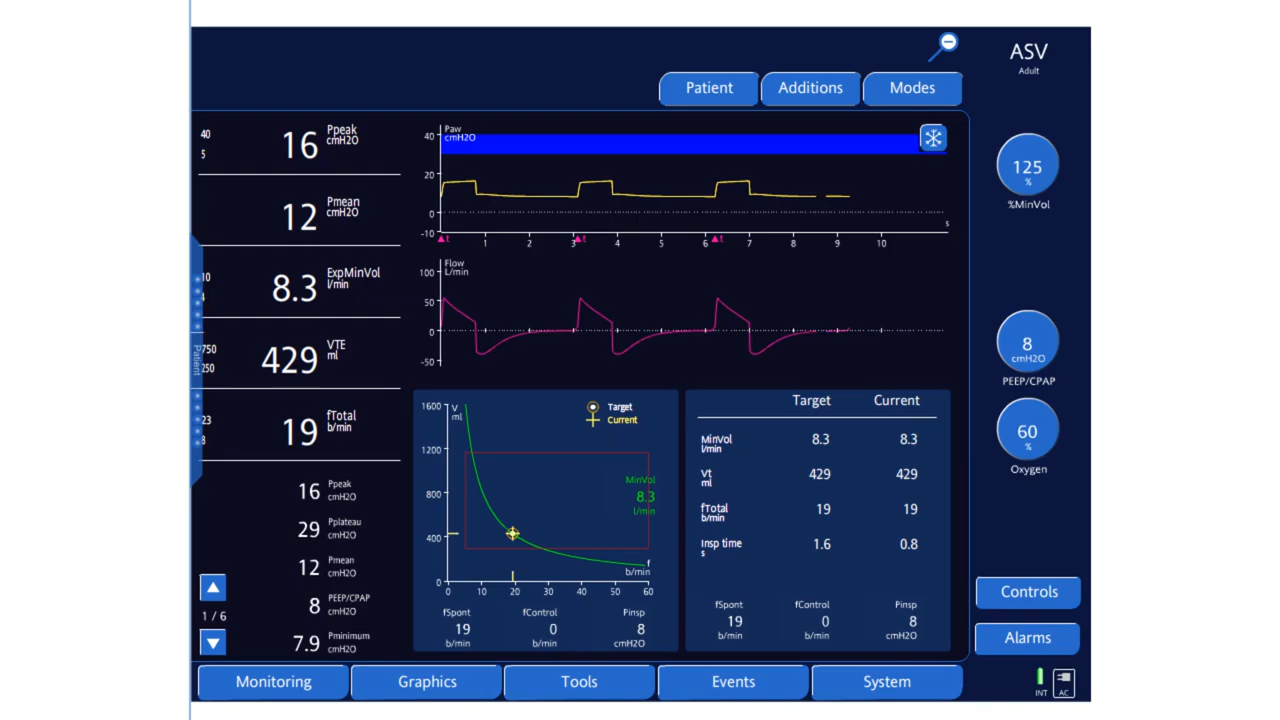 ASV
Adult
Patient
Additions
Modes
40
5
16
Ppeak
cmH2O
12
Pmean
cmH2O
10
4
8.3
ExpMinVol
l/min
750
250
429
VTE
ml
23
8
19
fTotal
b/min
Patient
16
Ppeak
cmH2O
29
Pplateau
cmH2O
12
Pmean
cmH2O
8
PEEP/CPAP
cmH2O
7.9
Pminimum
cmH2O
1 / 6
Paw
cmH2O
40
20
0
-10
s
t 1 2 3 t 4 5 6 t 7 8 9 10
Flow
L/min
100
50
0
-50
V
ml
1600
1200
800
400
0
0 10 20 30 40 50 60
f
b/min
Target
Current
MinVol
8.3
l/min
fSpont fControl Pinsp
19 0 8
b/min b/min cmH2O
Target Current
MinVol
l/min
8.3 8.3
Vt
ml
429 429
fTotal
b/min
19 19
Insp time
s
1.6 0.8
fSpont fControl Pinsp
19 0 8
b/min b/min cmH2O
125
%
%MinVol
8
cmH2O
PEEP/CPAP
60
%
Oxygen
Controls
Alarms
Monitoring
Graphics
Tools
Events
System
INT
AC